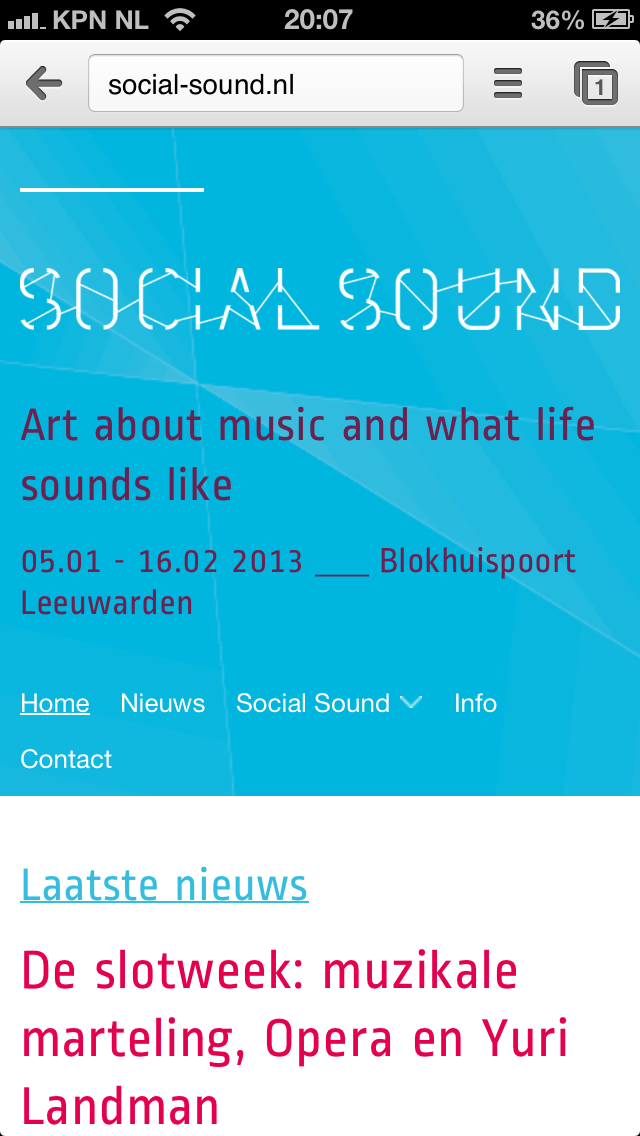 KPN NL 20:07 36%
social-sound.nl 1
SOCIAL SOUND
Art about music and what life
sounds like
05.01 - 16.02 2013 ___ Blokhuispoort
Leeuwarden
Home Nieuws Social Sound Info
Contact
Laatste nieuws
De slotweek: muzikale
marteling, Opera en Yuri
Landman